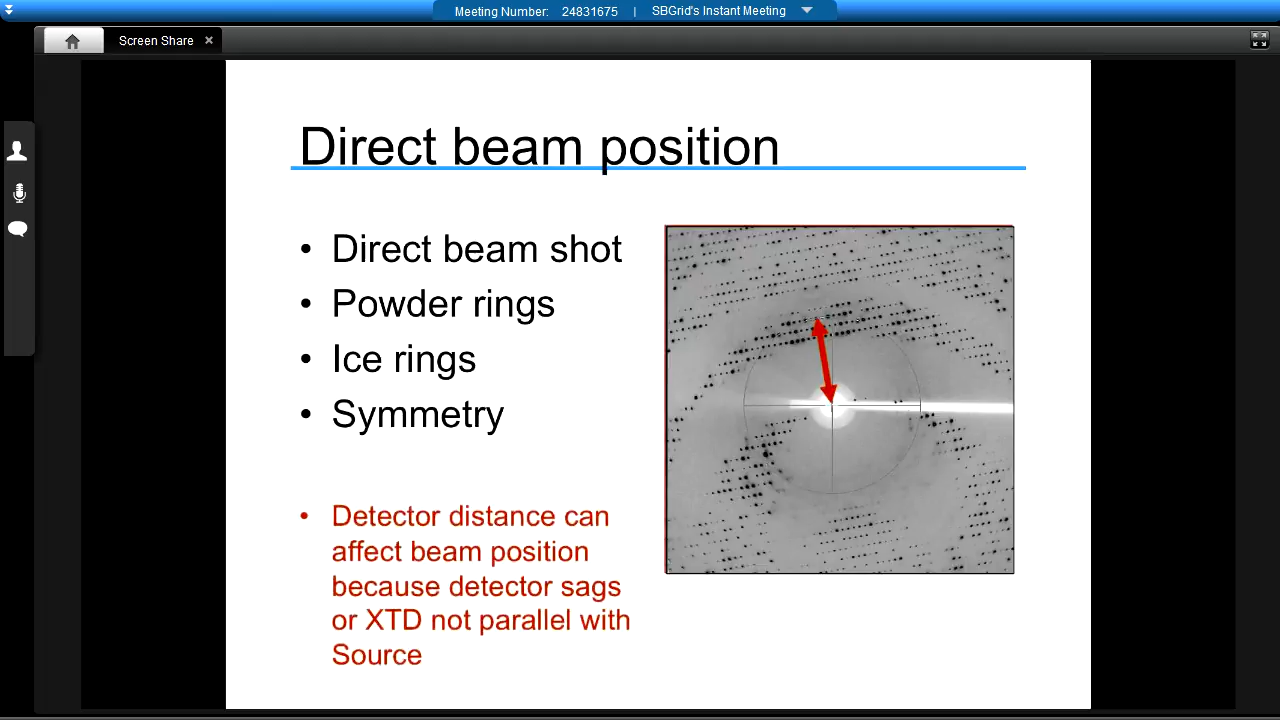 Meeting Number: 24831675 | SBGrid's Instant Meeting
Screen Share
Direct beam position
• Direct beam shot
• Powder rings
• Ice rings
• Symmetry
• Detector distance can
affect beam position
because detector sags
or XTD not parallel with
Source